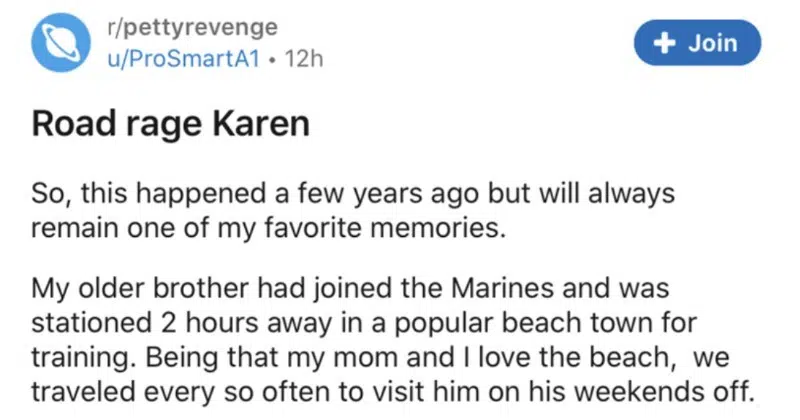 r/pettyrevenge
u/ProSmartA1 • 12h
+ Join
Road rage Karen
So, this happened a few years ago but will always
remain one of my favorite memories.
My older brother had joined the Marines and was
stationed 2 hours away in a popular beach town for
training. Being that my mom and I love the beach,  we
traveled every so often to visit him on his weekends off.